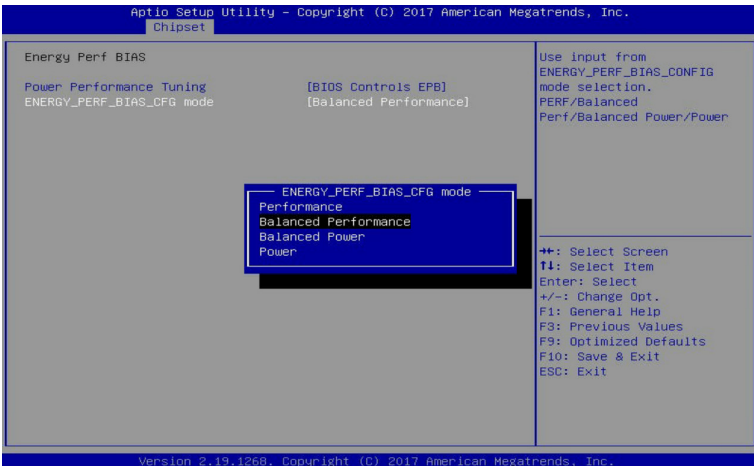 Aptio Setup Utility – Copyright (C) 2017 American Megatrends, Inc.
Chipset
Energy Perf BIAS
Power Performance Tuning [BIOS Controls EPB]
ENERGY_PERF_BIAS_CFG mode [Balanced Performance]
ENERGY_PERF_BIAS_CFG mode
Performance
Balanced Performance
Balanced Power
Power
Use input from
ENERGY_PERF_BIAS_CONFIG
mode selection.
PERF/Balanced
Perf/Balanced Power/Power
→←: Select Screen
↑↓: Select Item
Enter: Select
+/-: Change Opt.
F1: General Help
F3: Previous Values
F9: Optimized Defaults
F10: Save & Exit
ESC: Exit
Version 2.19.1268. Copyright (C) 2017 American Megatrends, Inc.